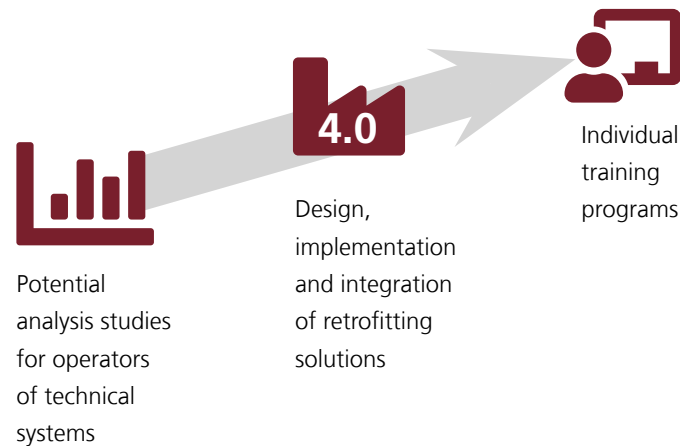 4.0
Individual
training
programs
Design,
implementation
and integration
of retrofitting
solutions
Potential
analysis studies
for operators
of technical
systems